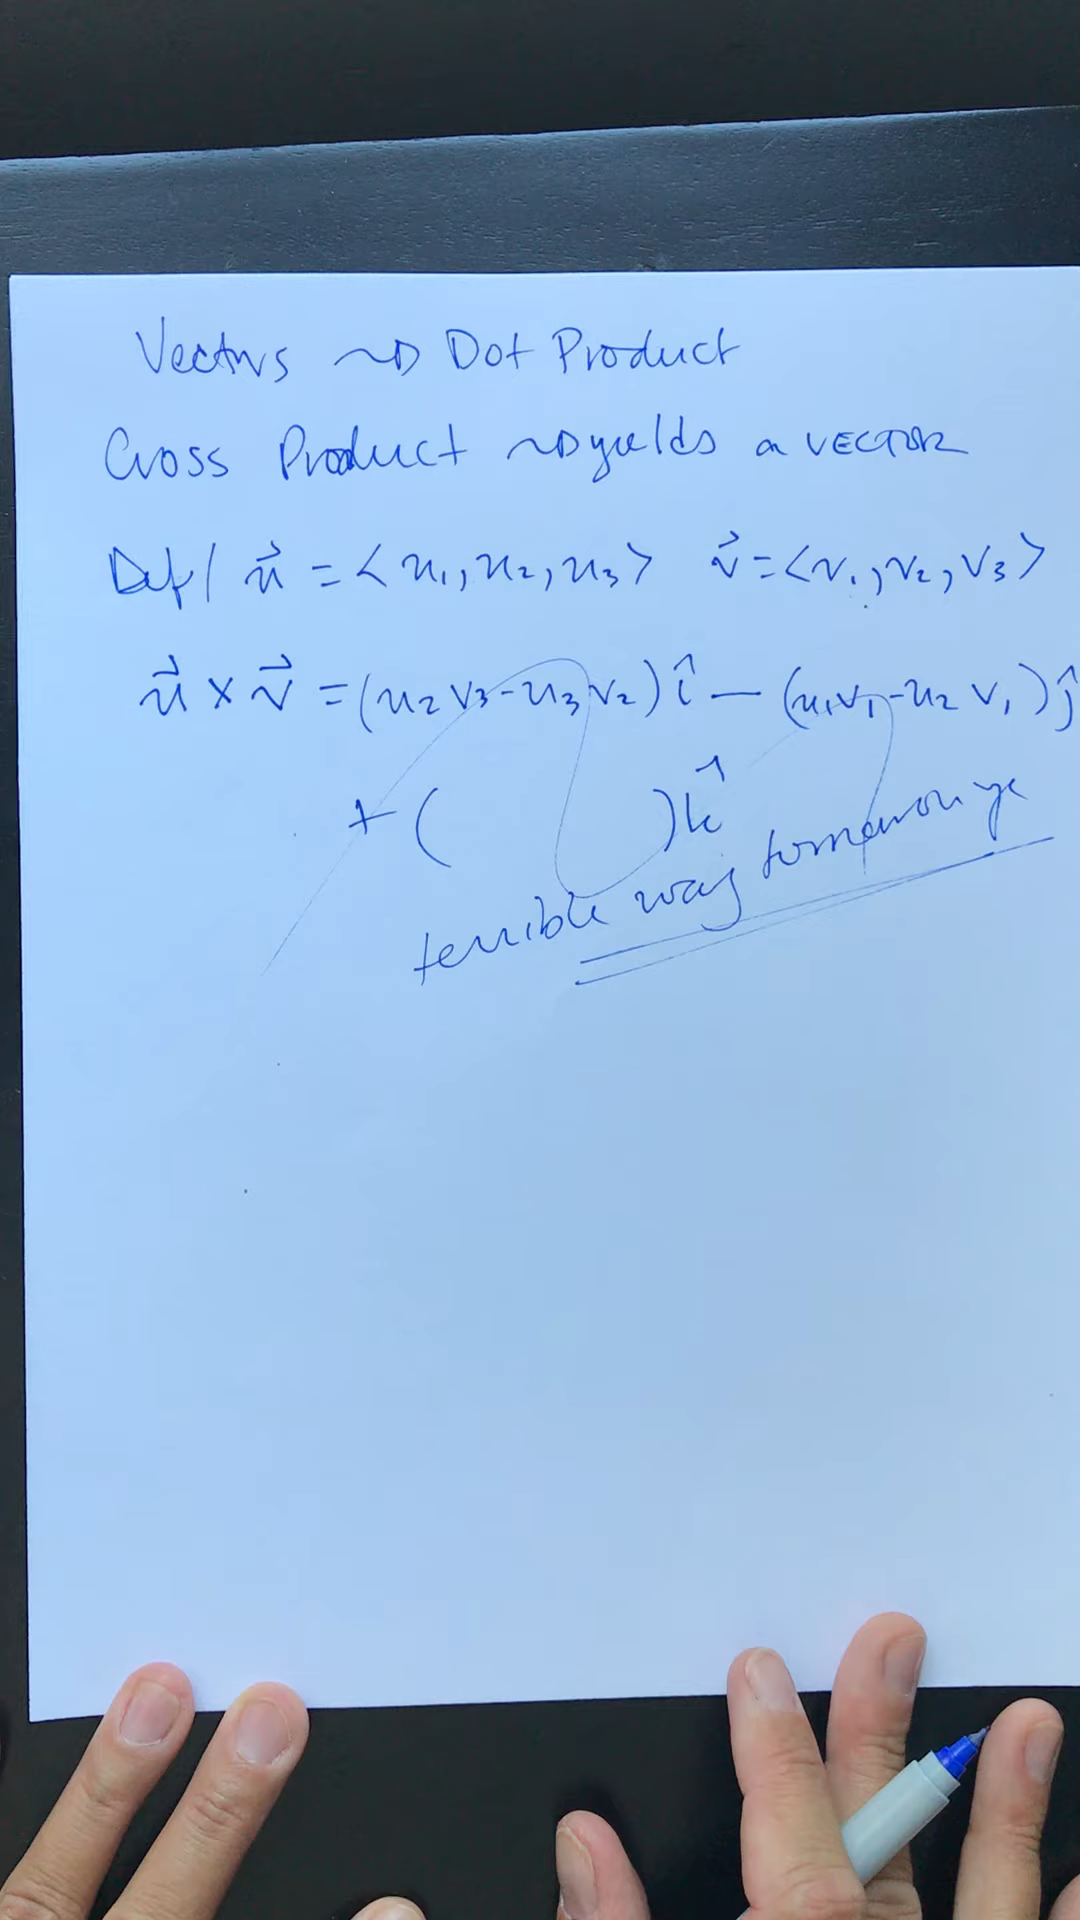 Vectors ⇝ Dot Product
Cross Product ⇝ yields a VECTOR
Def/ u⃗ = <u₁, u₂, u₃> v⃗ = <v₁, v₂, v₃>
u⃗ × v⃗ = (u₂v₃ - u₃v₂)î — (u₁v₁ - u₂v₁)ĵ
+ ( )k̂
terrible way to memorize